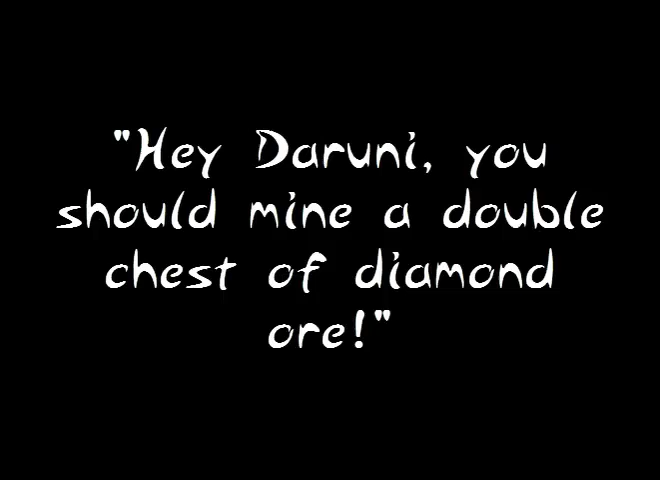 "Hey Daruni, you
should mine a double
chest of diamond
ore!"